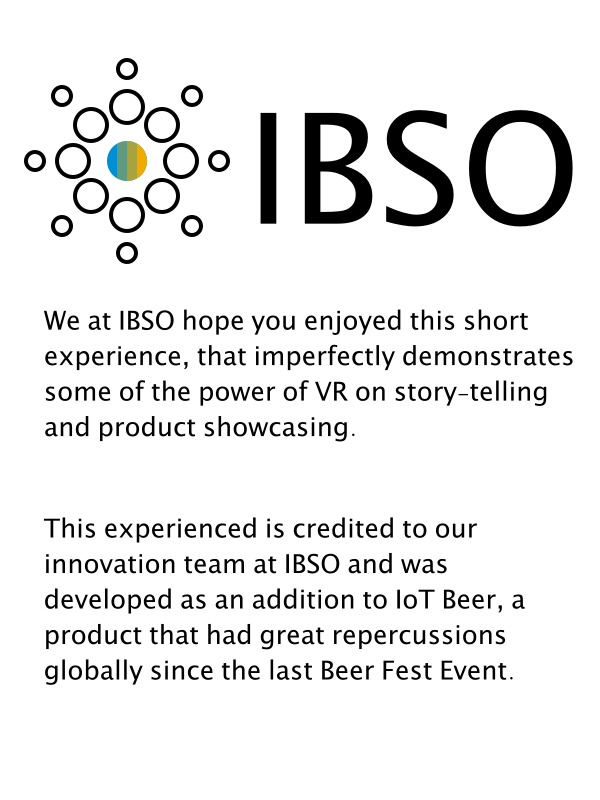 IBSO
We at IBSO hope you enjoyed this short
experience, that imperfectly demonstrates
some of the power of VR on story-telling
and product showcasing.
This experienced is credited to our
innovation team at IBSO and was
developed as an addition to IoT Beer, a
product that had great repercussions
globally since the last Beer Fest Event.